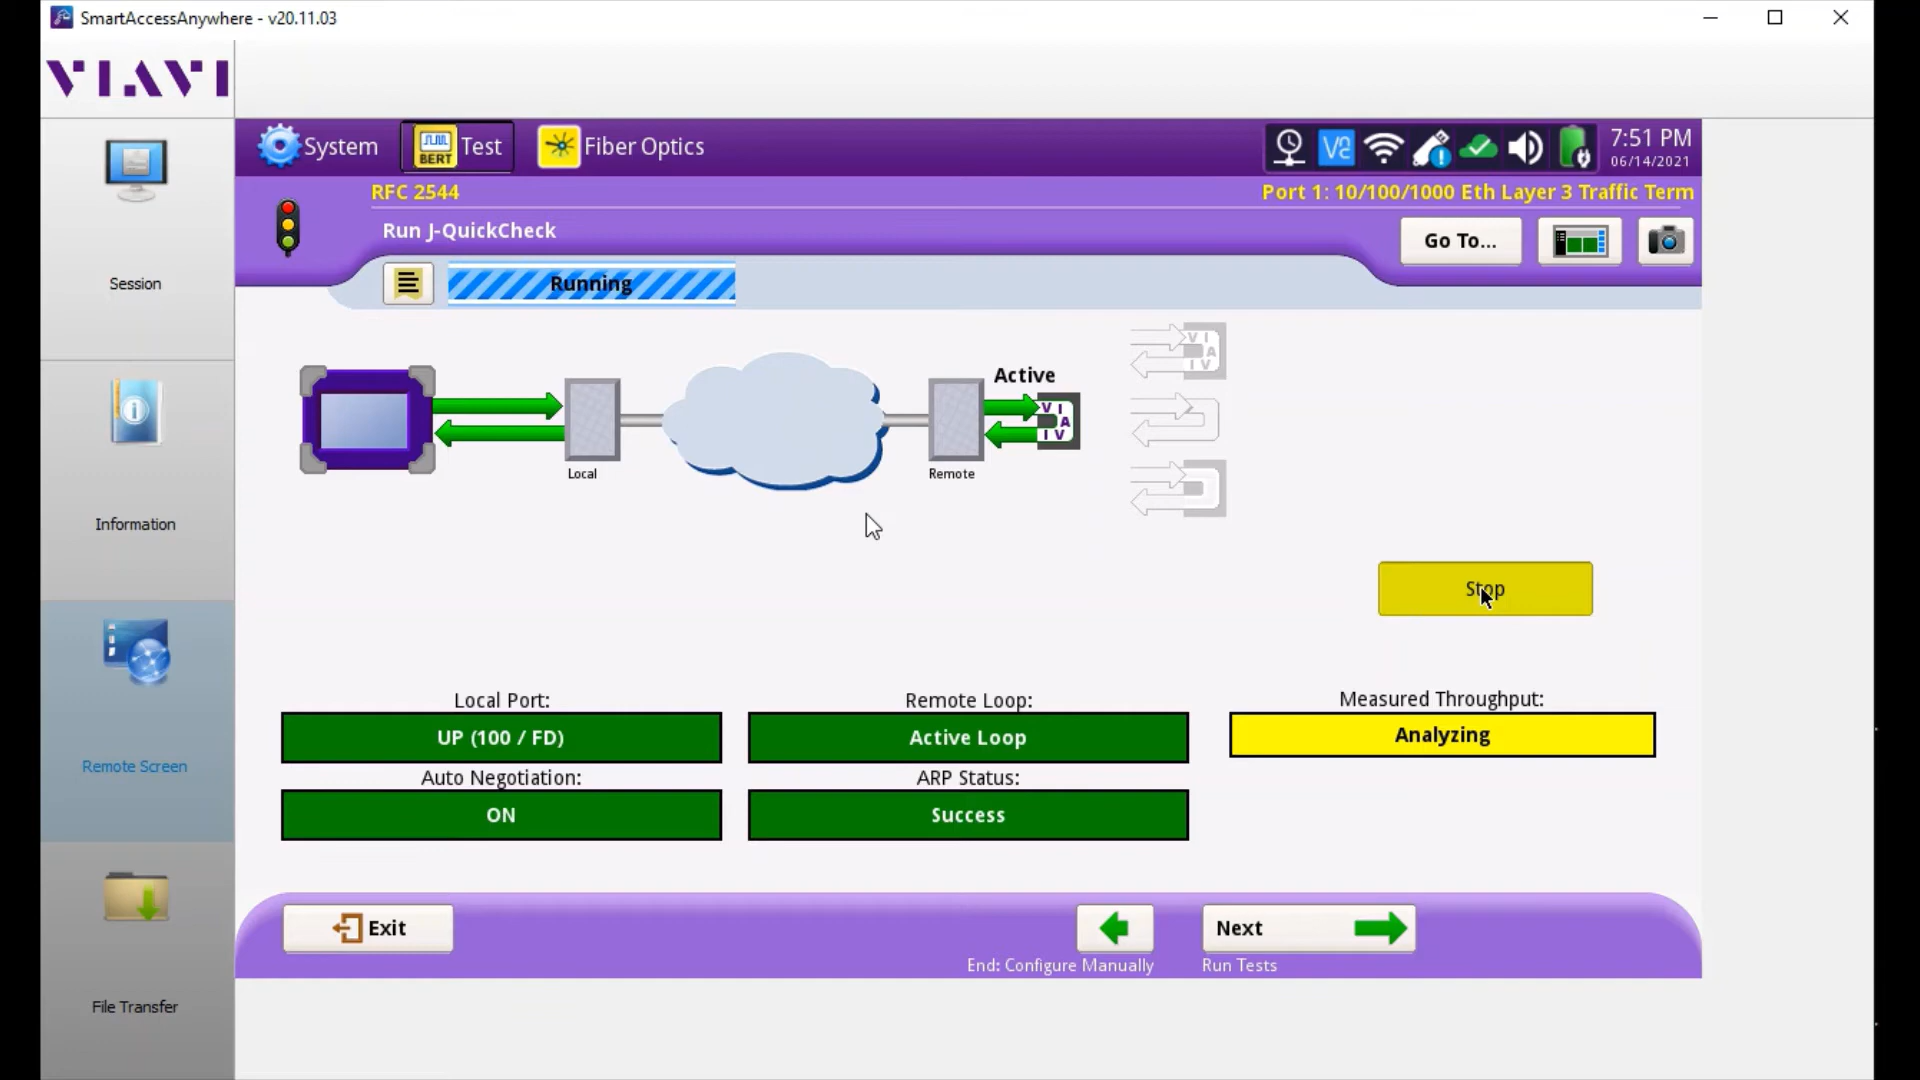 SmartAccessAnywhere - v20.11.03
VIAVI
System
BERT
Test
Fiber Optics
7:51 PM
06/14/2021
RFC 2544
Port 1: 10/100/1000 Eth Layer 3 Traffic Term
Run J-QuickCheck
Go To...
Running
Session
Active
VIAVI
VIAVI
Local
Remote
Information
Stop
Local Port:
Remote Loop:
Measured Throughput:
UP (100 / FD)
Active Loop
Analyzing
Remote Screen
Auto Negotiation:
ARP Status:
ON
Success
Exit
Next
End: Configure Manually
Run Tests
File Transfer